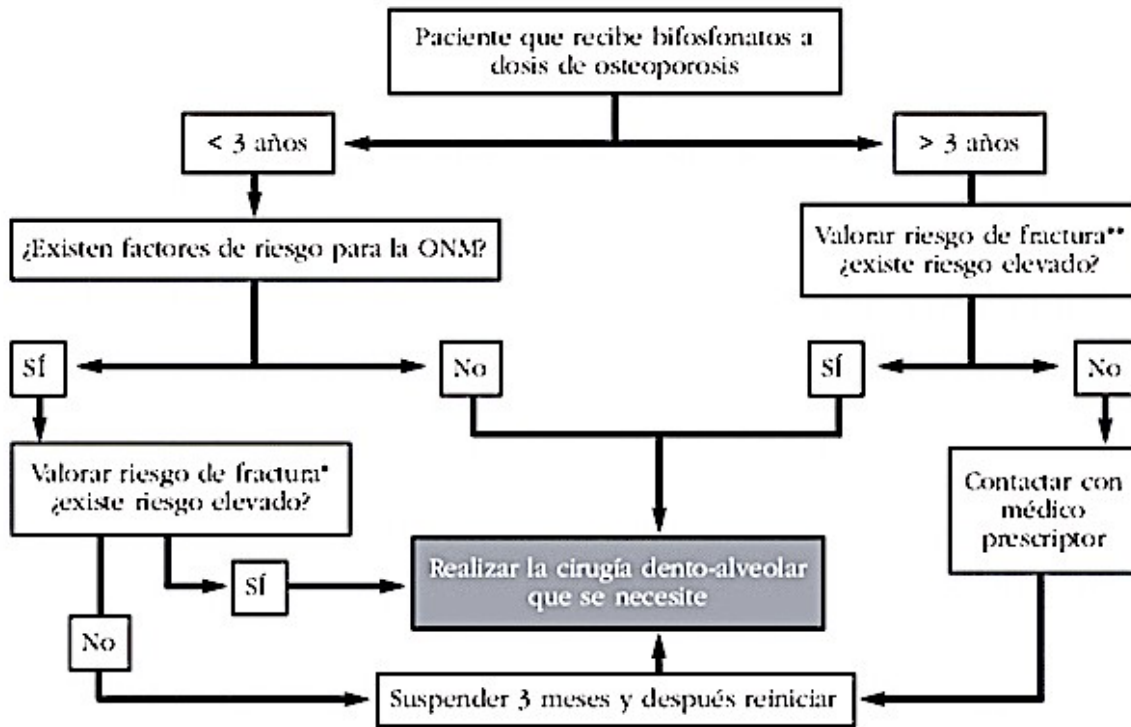 Paciente que recibe bifosfonatos a
dosis de osteoporosis
< 3 años
> 3 años
¿Existen factores de riesgo para la ONM?
Valorar riesgo de fractura**
¿existe riesgo elevado?
SÍ
No
SÍ
No
Valorar riesgo de fractura*
¿existe riesgo elevado?
Contactar con
médico
prescriptor
Realizar la cirugía dento-alveolar
que se necesite
SÍ
No
Suspender 3 meses y después reiniciar